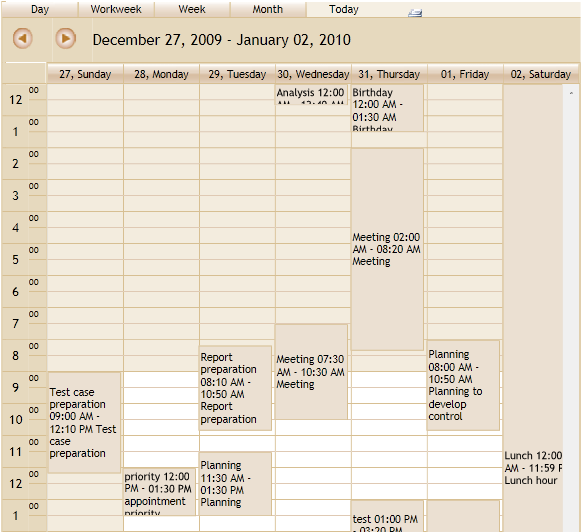 Day Workweek Week Month Today
December 27, 2009 - January 02, 2010
27, Sunday 28, Monday 29, Tuesday 30, Wednesday 31, Thursday 01, Friday 02, Saturday
12 00
1 00
2 00
3 00
4 00
5 00
6 00
7 00
8 00
9 00
10 00
11 00
12 00
1 00
Test case
preparation
09:00 AM -
12:10 PM Test
case
preparation
priority 12:00
PM - 01:30 PM
appointment
priority
Report
preparation
08:10 AM -
10:50 AM
Report
preparation
Planning
11:30 AM -
01:30 PM
Planning
Analysis 12:00
AM - 12:40 AM
Meeting 07:30
AM - 10:30 AM
Meeting
Birthday
12:00 AM -
01:30 AM
Birthday
Meeting 02:00
AM - 08:20 AM
Meeting
test 01:00 PM
- 03:20 PM
Planning
08:00 AM -
10:50 AM
Planning to
develop
control
Lunch 12:00
AM - 11:59 P
Lunch hour